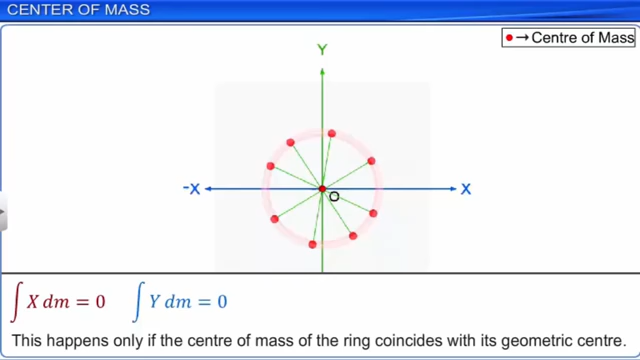 CENTER OF MASS
● → Centre of Mass
Y
-X
X
O
∫ X dm = 0  ∫ Y dm = 0
This happens only if the centre of mass of the ring coincides with its geometric centre.